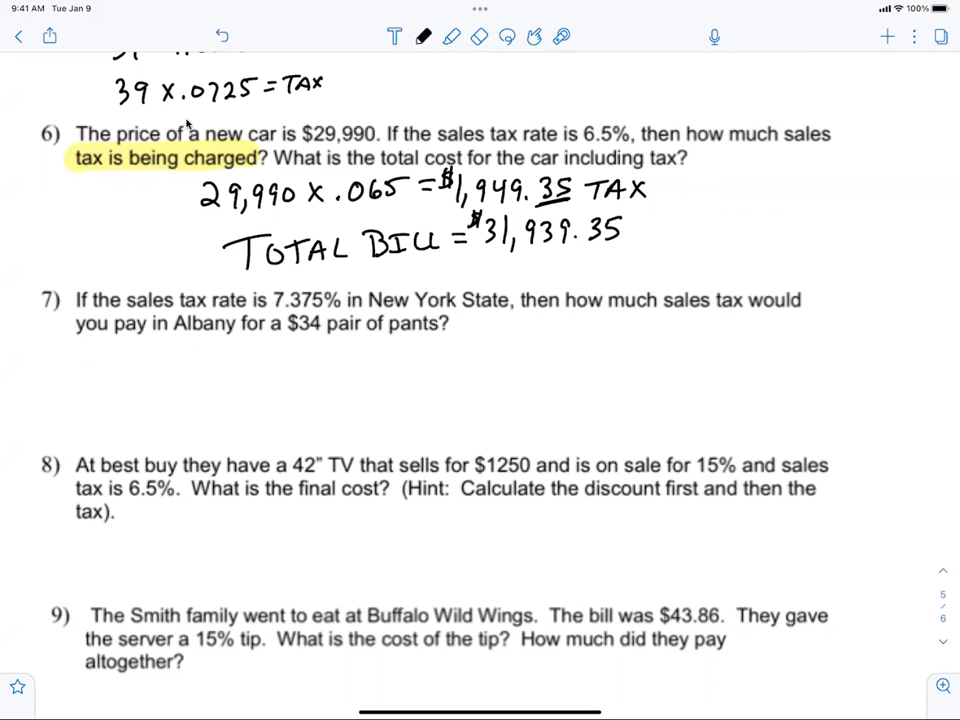 9:41 AM Tue Jan 9
100%
39 x .0725 = TAX
6) The price of a new car is $29,990. If the sales tax rate is 6.5%, then how much sales
tax is being charged? What is the total cost for the car including tax?
29,990 x .065 = $1,949.35 TAX
TOTAL BILL = $31,939.35
7) If the sales tax rate is 7.375% in New York State, then how much sales tax would
you pay in Albany for a $34 pair of pants?
8) At best buy they have a 42” TV that sells for $1250 and is on sale for 15% and sales
tax is 6.5%. What is the final cost? (Hint: Calculate the discount first and then the
tax).
5
/
6
9) The Smith family went to eat at Buffalo Wild Wings. The bill was $43.86. They gave
the server a 15% tip. What is the cost of the tip? How much did they pay
altogether?